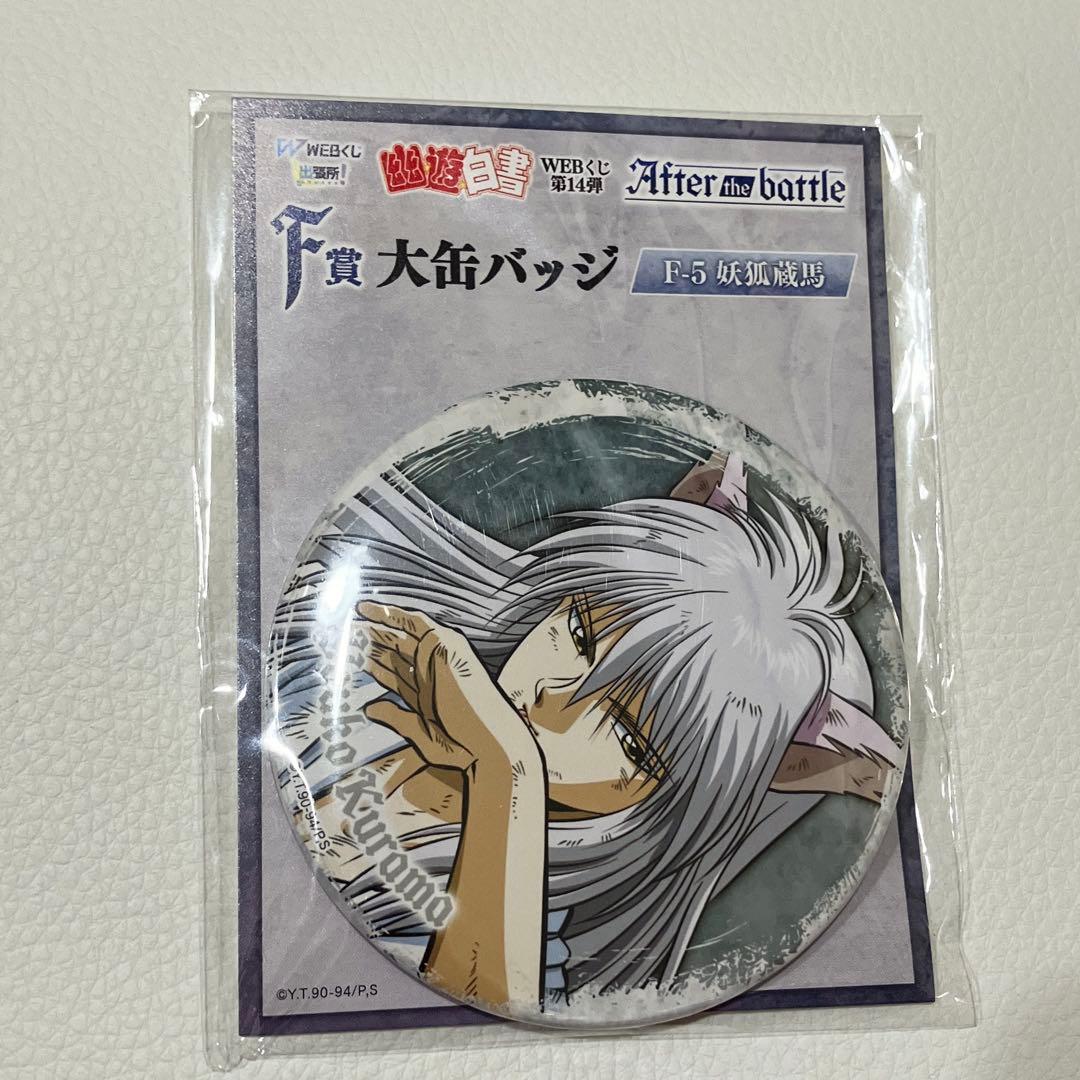 WEBくじ
出張所!
幽遊白書
WEBくじ
第14弾
After the battle
F賞 大缶バッジ
F-5 妖狐蔵馬
Kurama
.T.90-94/P,S
©Y.T.90-94/P,S